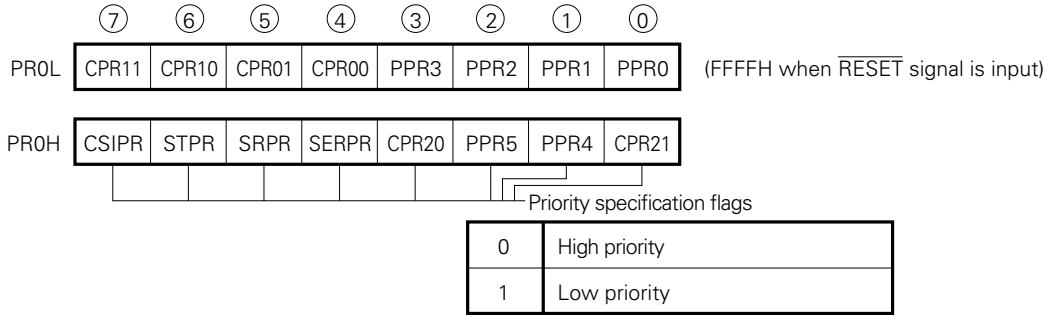 ⑦ ⑥ ⑤ ④ ③ ② ① ⓪
PR0L CPR11 CPR10 CPR01 CPR00 PPR3 PPR2 PPR1 PPR0 (FFFFH when R̅E̅S̅E̅T̅ signal is input)
PR0H CSIPR STPR SRPR SERPR CPR20 PPR5 PPR4 CPR21
Priority specification flags
0 High priority
1 Low priority